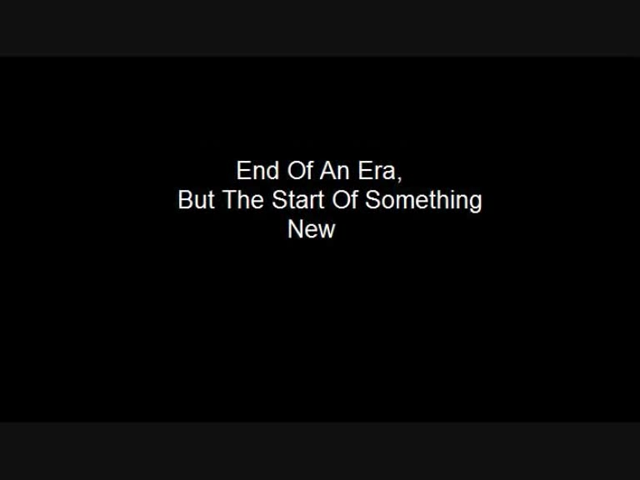 End Of An Era,
But The Start Of Something
New